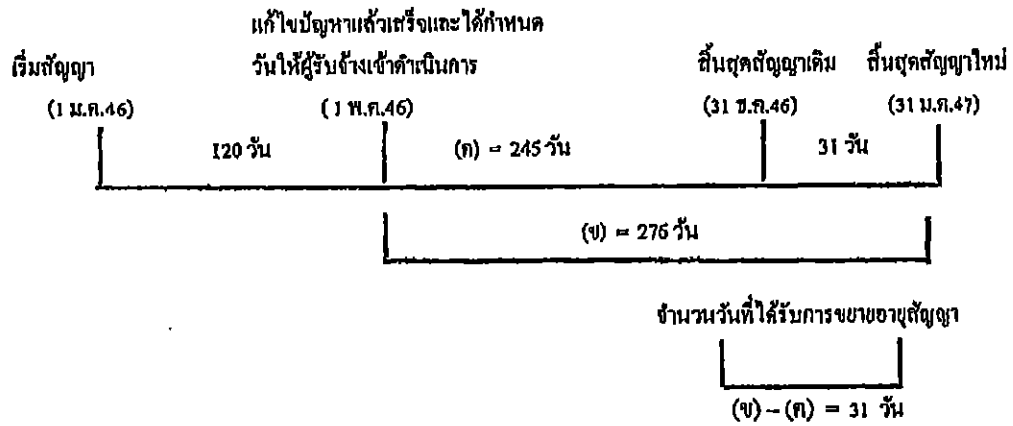 แก้ไขปัญหาแล้วเสร็จและได้กำหนด
เริ่มสัญญา วันให้ผู้รับจ้างเข้าดำเนินการ สิ้นสุดสัญญาเดิม สิ้นสุดสัญญาใหม่
(1 ม.ค.46) (1 พ.ค.46) (31 ธ.ค.46) (31 ม.ค.47)
120 วัน (ค) = 245 วัน 31 วัน
(ข) = 276 วัน
จำนวนวันที่ได้รับการขยายอายุสัญญา
(ข) – (ค) = 31 วัน